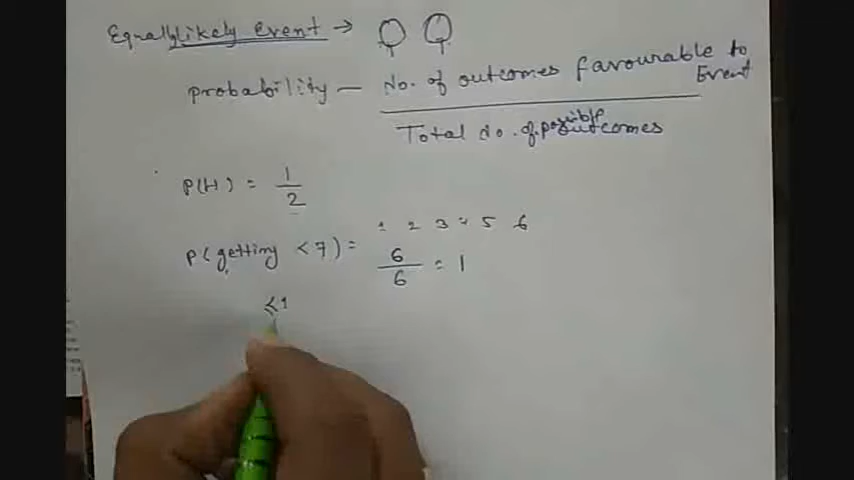 Equally likely Event →
Probability — No. of outcomes favourable to Event
Total No. of possible outcomes
P(H) = 1/2
1 2 3 4 5 6
P(getting < 7) = 6/6 = 1
≤ 1